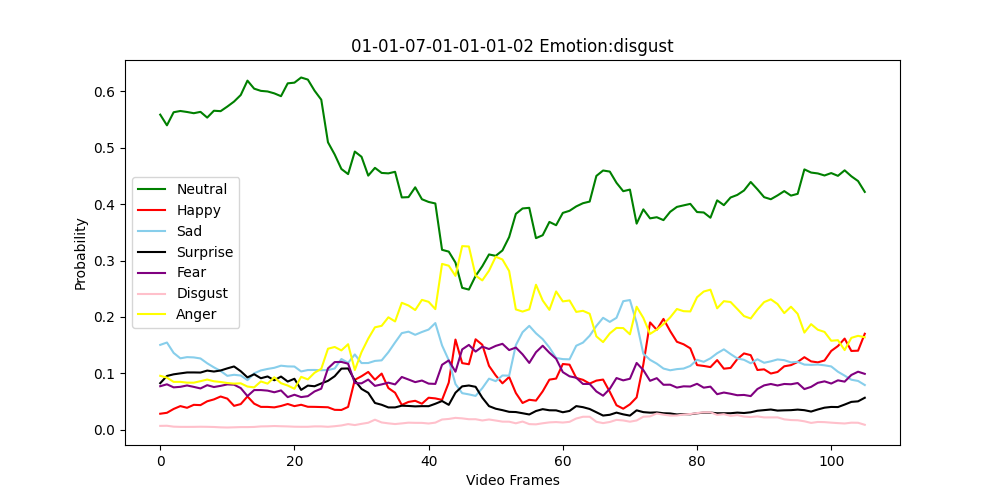 01-01-07-01-01-01-02 Emotion:disgust
0.6
0.5
0.4
0.3
0.2
0.1
0.0
Probability
Neutral
Happy
Sad
Surprise
Fear
Disgust
Anger
0 20 40 60 80 100
Video Frames